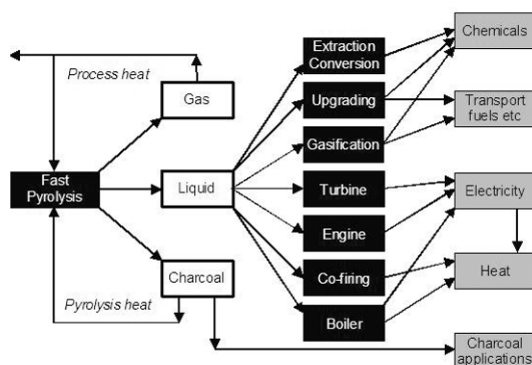 Process heat
Gas
Fast
Pyrolysis
Liquid
Charcoal
Pyrolysis heat
Extraction
Conversion
Upgrading
Gasification
Turbine
Engine
Co-firing
Boiler
Chemicals
Transport
fuels etc
Electricity
Heat
Charcoal
applications